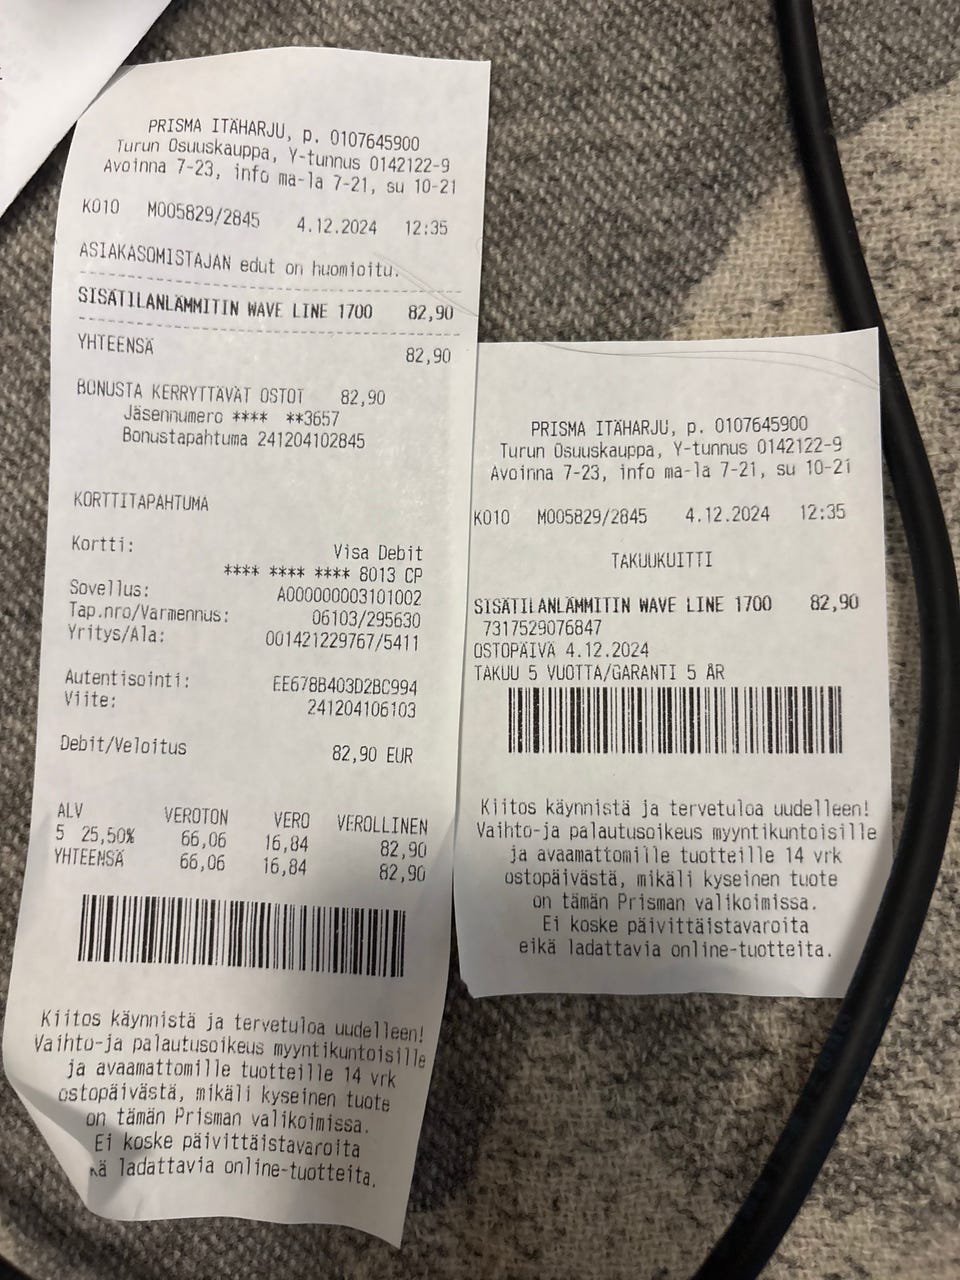 PRISMA ITÄHARJU, p. 0107645900
Turun Osuuskauppa, Y-tunnus 0142122-9
Avoinna 7-23, info ma-la 7-21, su 10-21
K010 M005829/2845 4.12.2024 12:35
ASIAKASOMISTAJAN edut on huomioitu.
SISÄTILANLÄMMITIN WAVE LINE 1700 82,90
YHTEENSÄ 82,90
BONUSTA KERRYTTÄVÄT OSTOT 82,90
Jäsennumero **** **3657
Bonustapahtuma 241204102845
KORTTITAPAHTUMA
Kortti: Visa Debit
**** **** **** 8013 CP
Sovellus: A0000000031010002
Tap.nro/Varmennus: 06103/295630
Yritys/Ala: 001421229767/5411
Autentisointi: EE678B403D2BC994
Viite: 241204106103
Debit/Veloitus 82,90 EUR
ALV VEROTON VERO VEROLLINEN
5 25,50% 66,06 16,84 82,90
YHTEENSÄ 66,06 16,84 82,90
Kiitos käynnistä ja tervetuloa uudelleen!
Vaihto-ja palautusoikeus myyntikuntoisille
ja avaamattomille tuotteille 14 vrk
ostopäivästä, mikäli kyseinen tuote
on tämän Prisman valikoimissa.
Ei koske päivittäistavaroita
kä ladattavia online-tuotteita.
PRISMA ITÄHARJU, p. 0107645900
Turun Osuuskauppa, Y-tunnus 0142122-9
Avoinna 7-23, info ma-la 7-21, su 10-21
K010 M005829/2845 4.12.2024 12:35
TAKUUKUITTI
SISÄTILANLÄMMITIN WAVE LINE 1700 82,90
7317529076847
OSTOPÄIVÄ 4.12.2024
TAKUU 5 VUOTTA/GARANTI 5 ÅR
Kiitos käynnistä ja tervetuloa uudelleen!
Vaihto-ja palautusoikeus myyntikuntoisille
ja avaamattomille tuotteille 14 vrk
ostopäivästä, mikäli kyseinen tuote
on tämän Prisman valikoimissa.
Ei koske päivittäistavaroita
eikä ladattavia online-tuotteita.